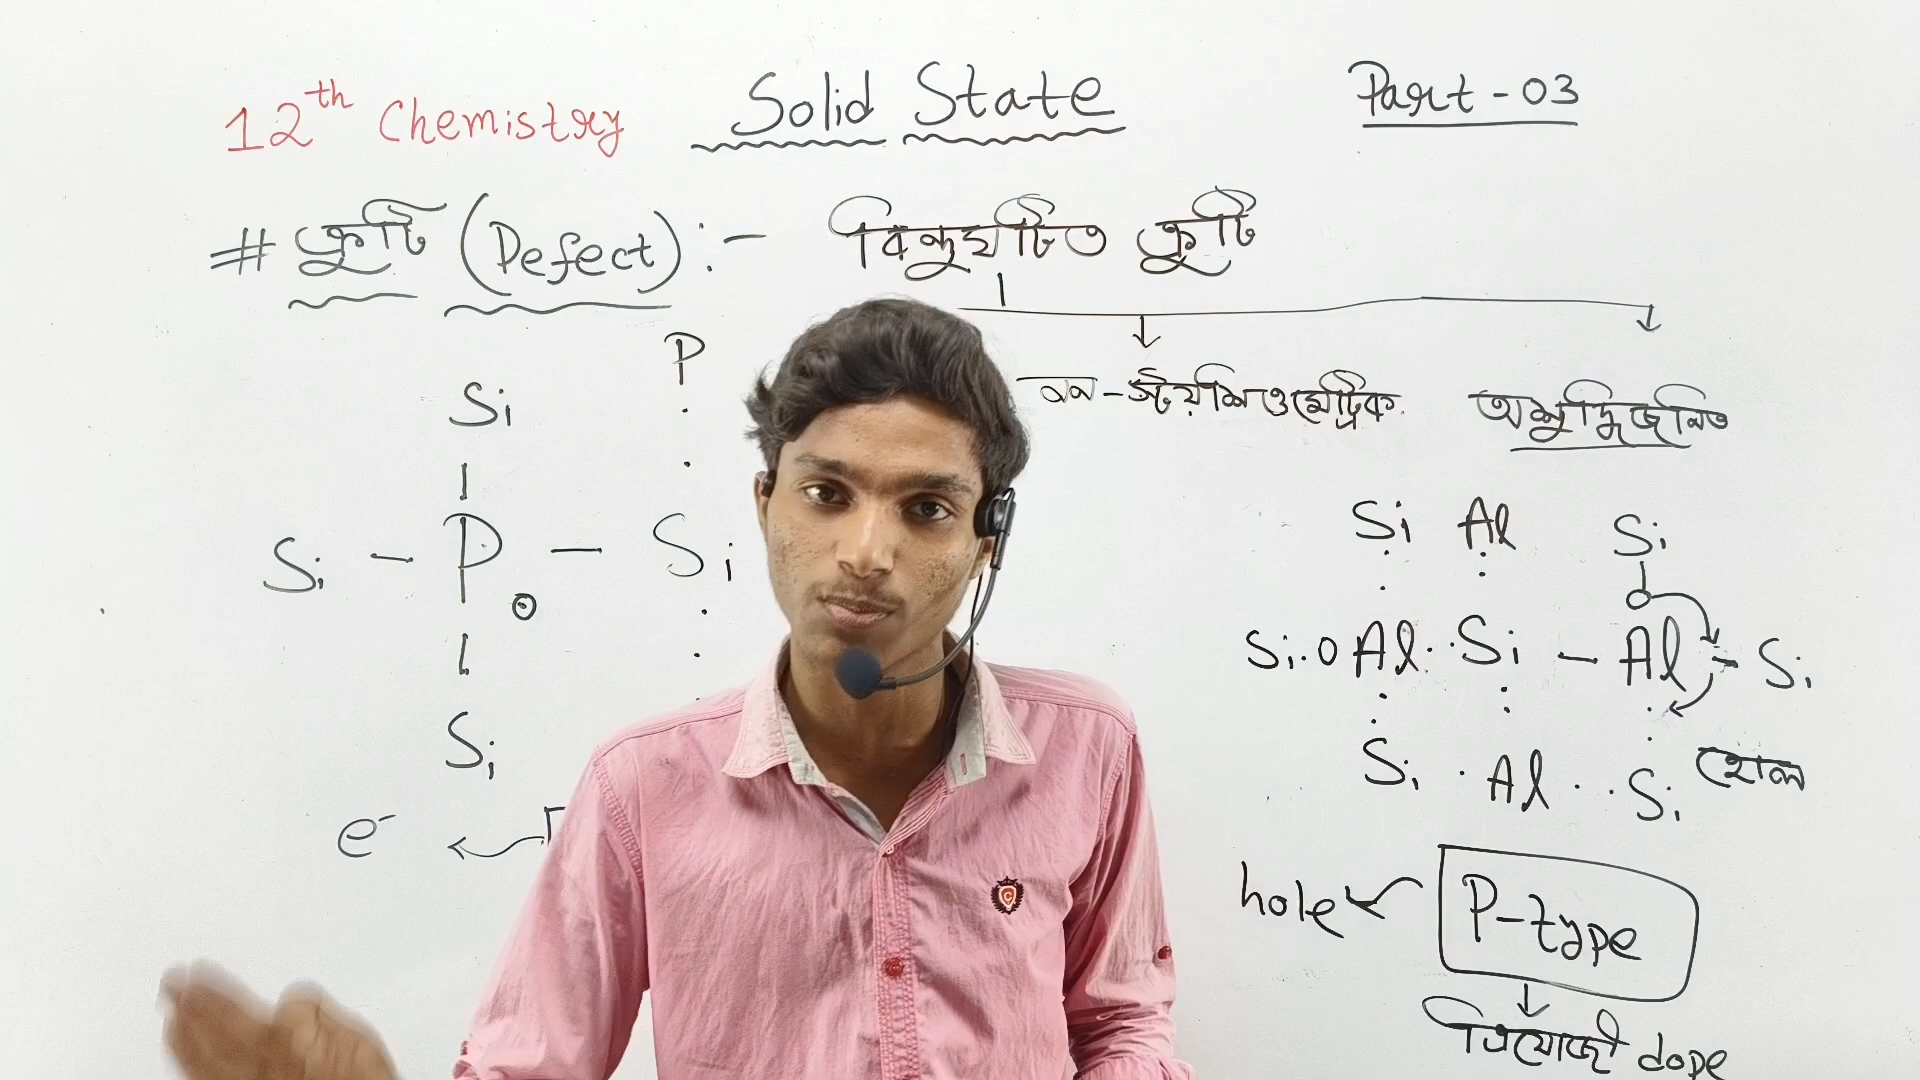 12th Chemistry Solid State Part-03
# ত্রুটি (Defect):- বিন্দুঘটিত ত্রুটি
নন-স্টয়শিওমেট্রিক অশুদ্ধিজনিত
P
Si
Si - P - Si
Si
e-
Si Al Si
Si Al Si - Al - Si
Si Al Si হোল
hole P-type
ত্রিযোজী dope